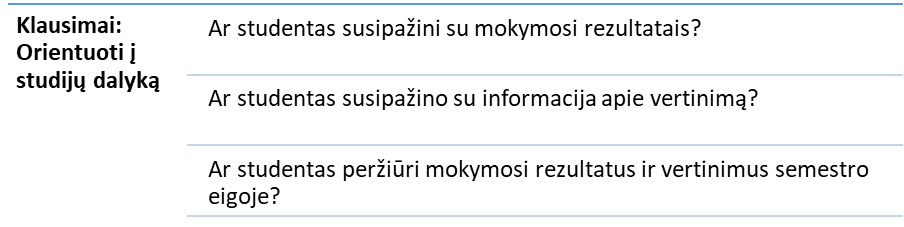 Klausimai:
Orientuoti į
studijų dalyką
Ar studentas susipažini su mokymosi rezultatais?
Ar studentas susipažino su informacija apie vertinimą?
Ar studentas peržiūri mokymosi rezultatus ir vertinimus semestro
eigoje?